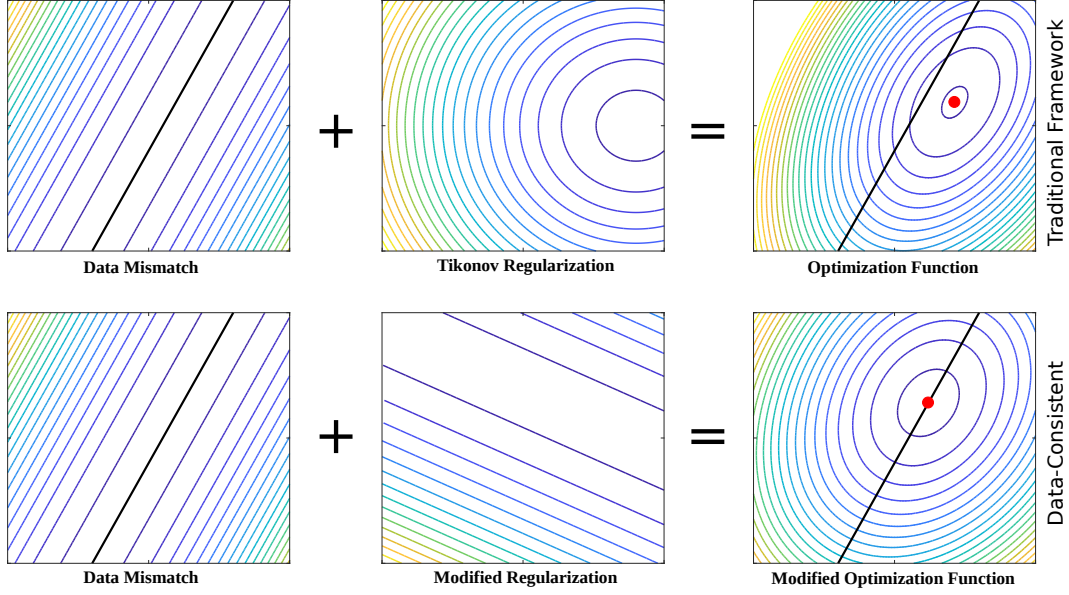 +
=
Data Mismatch
Tikonov Regularization
Optimization Function
Traditional Framework
+
=
Data Mismatch
Modified Regularization
Modified Optimization Function
Data-Consistent